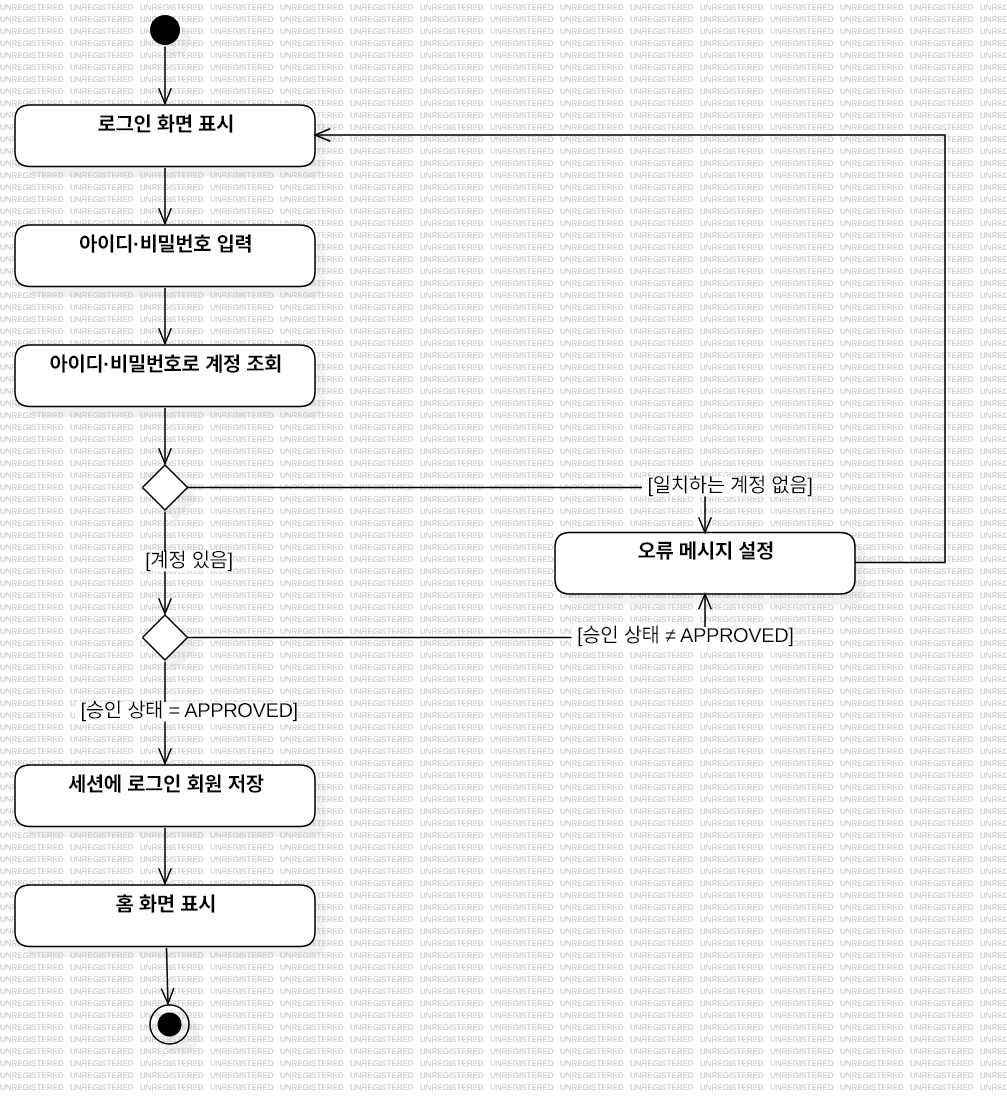 로그인 화면 표시
아이디·비밀번호 입력
아이디·비밀번호로 계정 조회
[일치하는 계정 없음]
오류 메시지 설정
[계정 있음]
[승인 상태 ≠ APPROVED]
[승인 상태 = APPROVED]
세션에 로그인 회원 저장
홈 화면 표시
UNREGISTERED